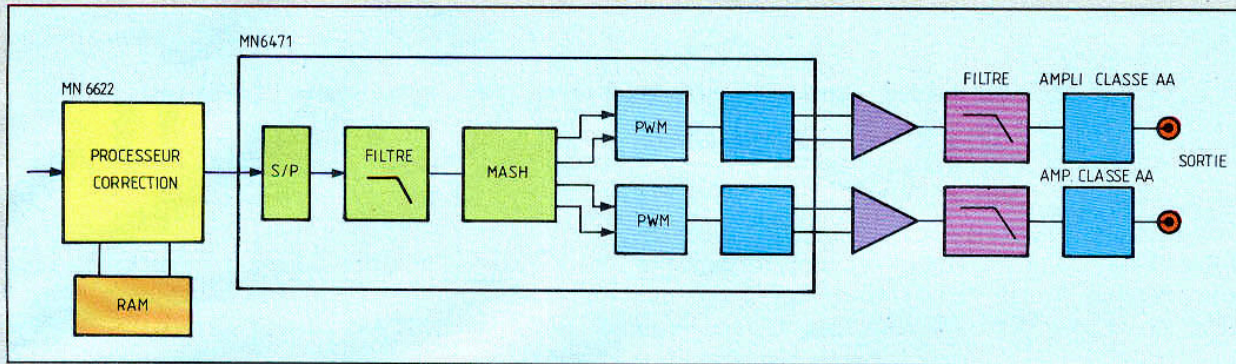 MN6471
MN 6622
PROCESSEUR
CORRECTION
RAM
S/P
FILTRE
MASH
PWM
PWM
FILTRE
AMPLI CLASSE AA
SORTIE
AMP. CLASSE AA